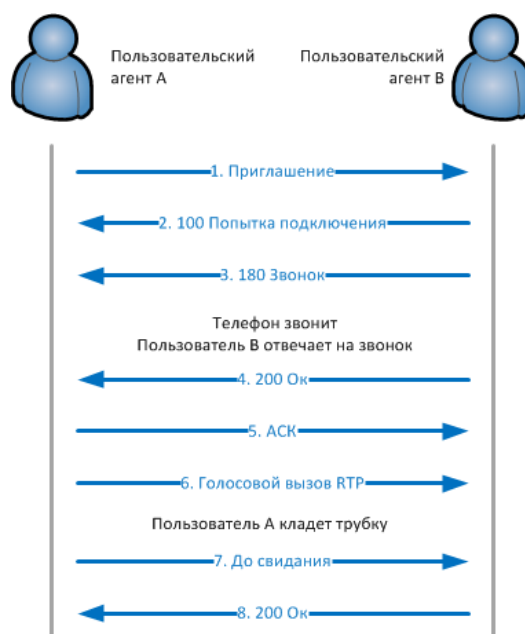 Пользовательский
агент А
Пользовательский
агент В
1. Приглашение
2. 100 Попытка подключения
3. 180 Звонок
Телефон звонит
Пользователь В отвечает на звонок
4. 200 Ок
5. АСК
6. Голосовой вызов RTP
Пользователь А кладет трубку
7. До свидания
8. 200 Ок